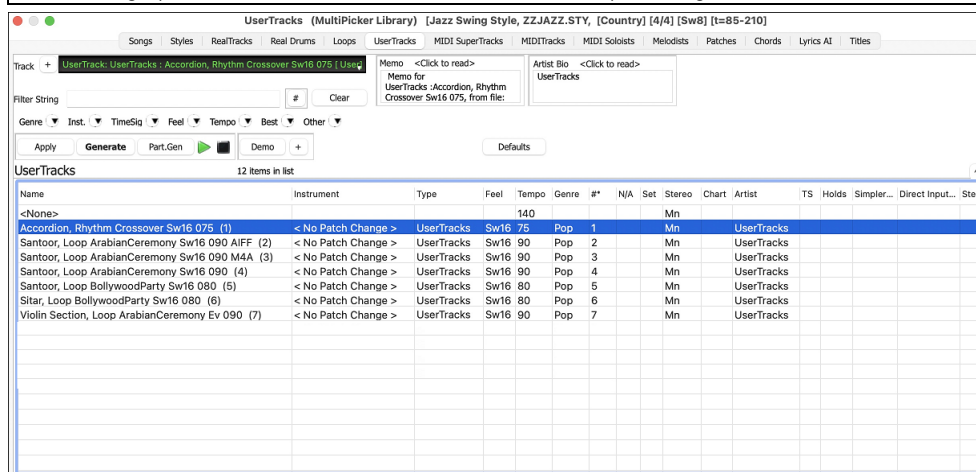 UserTracks (MultiPicker Library) [Jazz Swing Style, ZZJAZZ.STY, [Country] [4/4] [Sw8] [t=85-210]
Songs Styles RealTracks Real Drums Loops UserTracks MIDI SuperTracks MIDITracks MIDI Soloists Melodists Patches Chords Lyrics AI Titles
Track + UserTrack: UserTracks : Accordion, Rhythm Crossover Sw16 075 [ User
Memo <Click to read>
Memo for
UserTracks :Accordion, Rhythm
Crossover Sw16 075, from file:
Artist Bio <Click to read>
UserTracks
Filter String # Clear
Genre Inst. TimeSig Feel Tempo Best Other
Apply Generate Part.Gen Demo + Defaults
UserTracks 12 items in list
Name Instrument Type Feel Tempo Genre #* N/A Set Stereo Chart Artist TS Holds Simpler... Direct Input... Ste
<None> 140 Mn
Accordion, Rhythm Crossover Sw16 075 (1) < No Patch Change > UserTracks Sw16 75 Pop 1 Mn UserTracks
Santoor, Loop ArabianCeremony Sw16 090 AIFF (2) < No Patch Change > UserTracks Sw16 90 Pop 2 Mn UserTracks
Santoor, Loop ArabianCeremony Sw16 090 M4A (3) < No Patch Change > UserTracks Sw16 90 Pop 3 Mn UserTracks
Santoor, Loop ArabianCeremony Sw16 090 (4) < No Patch Change > UserTracks Sw16 90 Pop 4 Mn UserTracks
Santoor, Loop BollywoodParty Sw16 080 (5) < No Patch Change > UserTracks Sw16 80 Pop 5 Mn UserTracks
Sitar, Loop BollywoodParty Sw16 080 (6) < No Patch Change > UserTracks Sw16 80 Pop 6 Mn UserTracks
Violin Section, Loop ArabianCeremony Ev 090 (7) < No Patch Change > UserTracks Sw16 90 Pop 7 Mn UserTracks